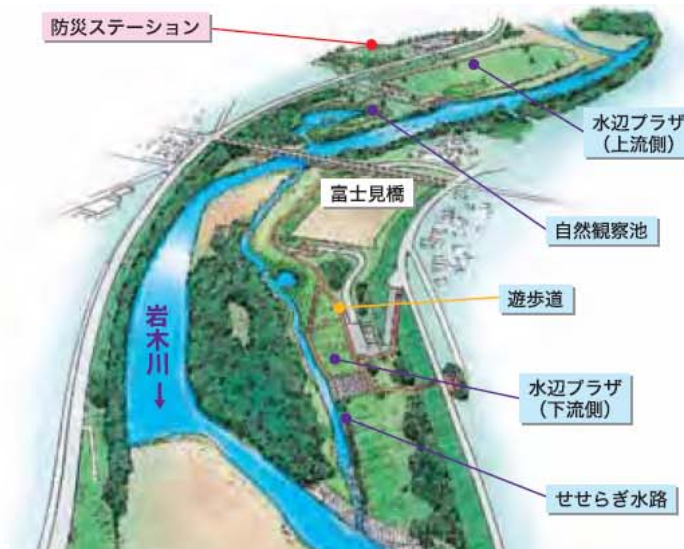 防災ステーション
水辺プラザ
（上流側）
富士見橋
自然観察池
遊歩道
岩木川
↓
水辺プラザ
（下流側）
せせらぎ水路